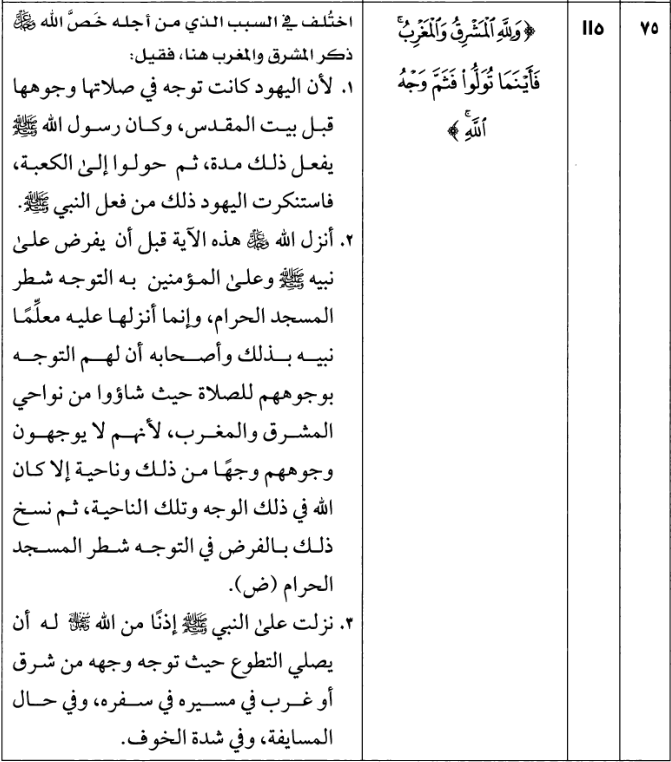 ٧٥
١١٥
﴿ وَلِلَّهِ الْمَشْرِقُ وَالْمَغْرِبُ ۚ
فَأَيْنَمَا تُوَلُّوا فَثَمَّ وَجْهُ
اللَّهِ ۚ ﴾
اختُلف في السبب الذي من أجله خَصَّ الله ﷻ
ذكر المشرق والمغرب هنا، فقيل:
١. لأن اليهود كانت توجه في صلاتها وجوهها
قبل بيت المقدس، وكان رسول الله ﷺ
يفعل ذلك مدة، ثم حولوا إلىٰ الكعبة،
فاستنكرت اليهود ذلك من فعل النبي ﷺ.
٢. أنزل الله ﷻ هذه الآية قبل أن يفرض علىٰ
نبيه ﷺ وعلىٰ المؤمنين به التوجه شطر
المسجد الحرام، وإنما أنزلها عليه معلِّمًا
نبيه بذلك وأصحابه أن لهم التوجه
بوجوههم للصلاة حيث شاؤوا من نواحي
المشرق والمغرب، لأنهم لا يوجهون
وجوههم وجهًا من ذلك وناحية إلا كان
الله في ذلك الوجه وتلك الناحية، ثم نسخ
ذلك بالفرض في التوجه شطر المسجد
الحرام (ض).
٣. نزلت علىٰ النبي ﷺ إذنًا من الله ﷻ له أن
يصلي التطوع حيث توجه وجهه من شرق
أو غرب في مسيره في سفره، وفي حال
المسايفة، وفي شدة الخوف.